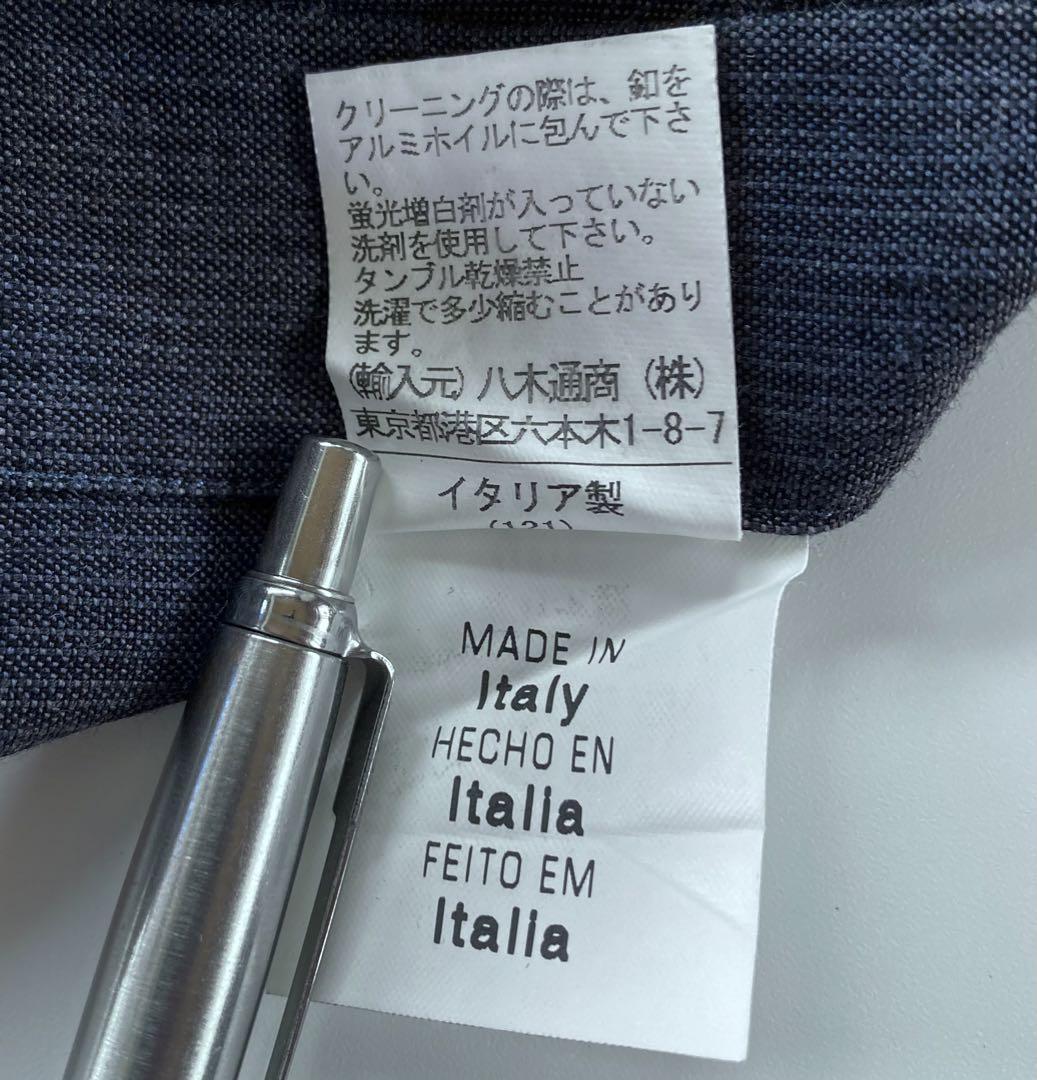 クリーニングの際は、釦を
アルミホイルに包んで下さ
い。
蛍光増白剤が入っていない
洗剤を使用して下さい。
タンブル乾燥禁止
洗濯で多少縮むことがあり
ます。
(輸入元) 八木通商 (株)
東京都港区六本木1-8-7
イタリア製
(121)
MADE IN
Italy
HECHO EN
Italia
FEITO EM
Italia